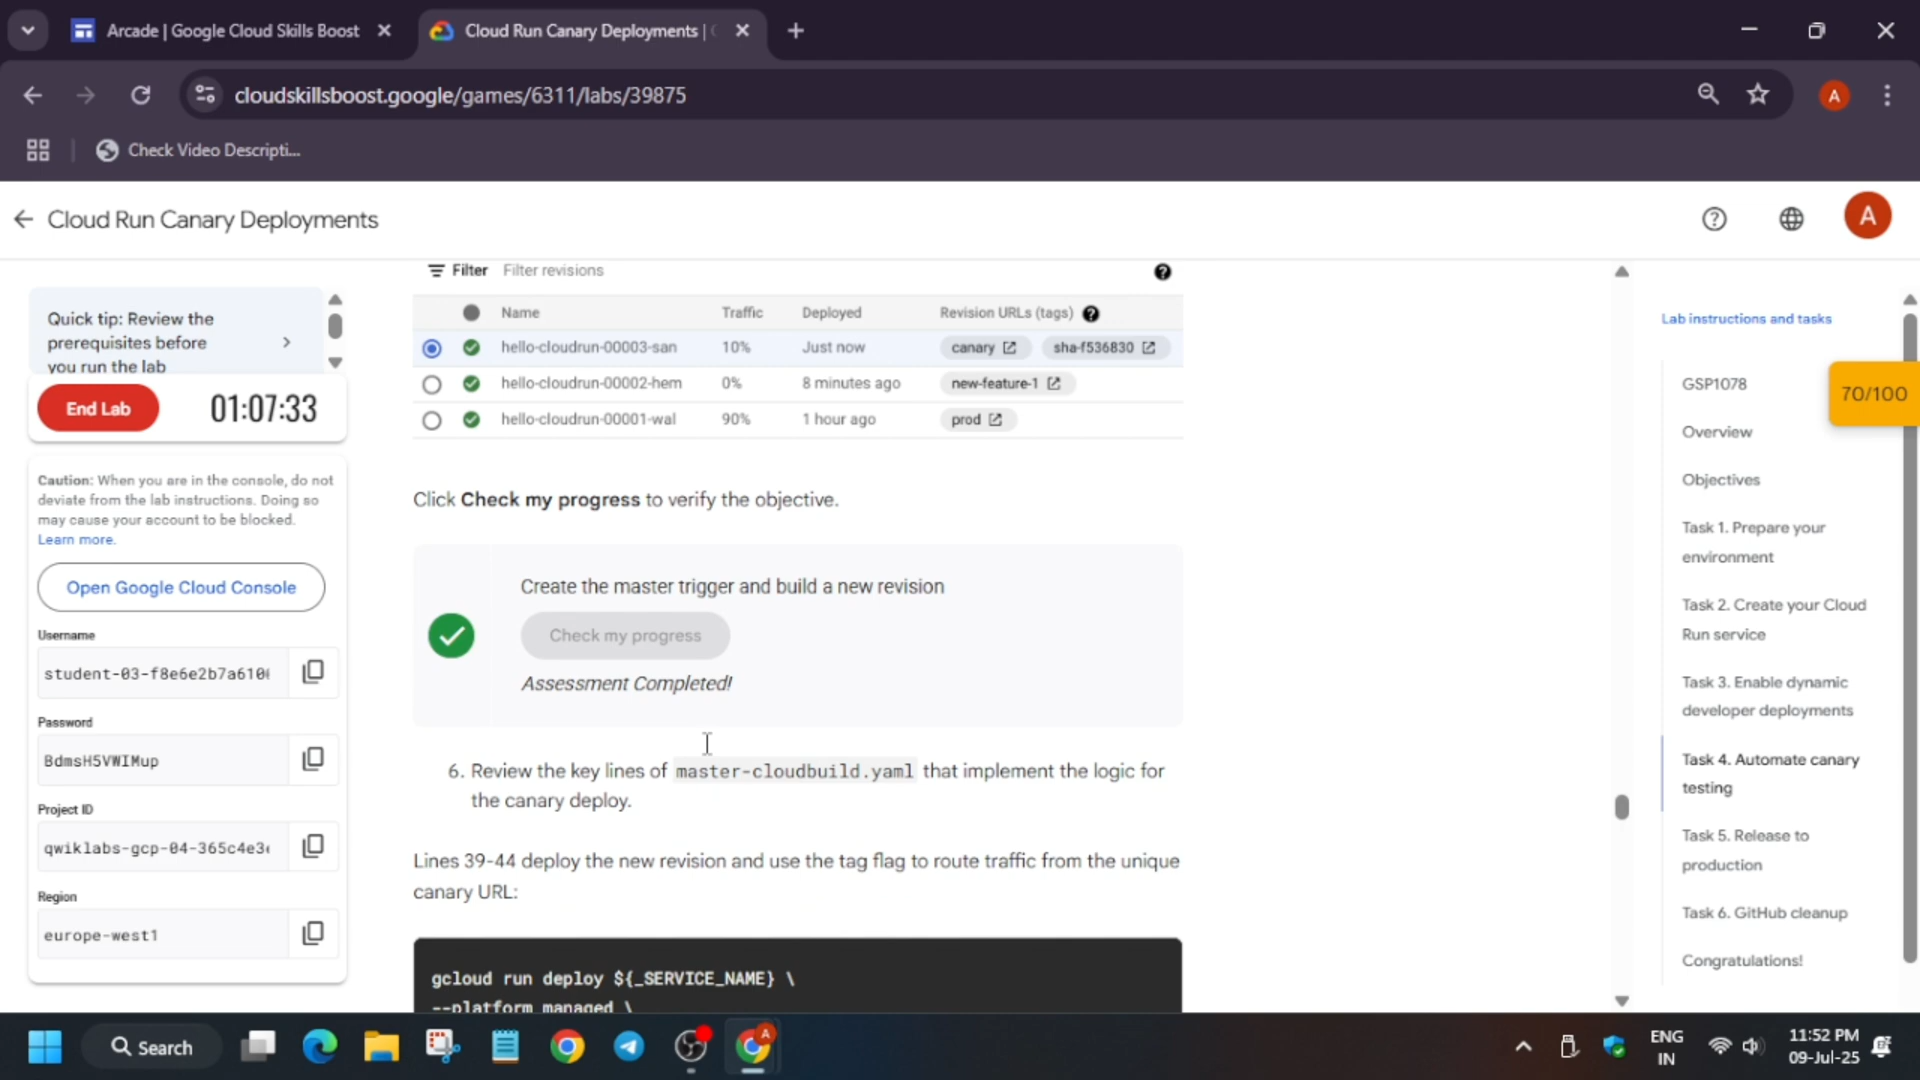 Arcade | Google Cloud Skills Boost
Cloud Run Canary Deployments |
cloudskillsboost.google/games/6311/labs/39875
A
Check Video Descripti...
Cloud Run Canary Deployments
A
Quick tip: Review the
prerequisites before
you run the lab
End Lab
01:07:33
Caution: When you are in the console, do not
deviate from the lab instructions. Doing so
may cause your account to be blocked.
Learn more.
Open Google Cloud Console
Username
student-03-f8e6e2b7a610
Password
BdmsH5VWIMup
Project ID
qwiklabs-gcp-04-365c4e3
Region
europe-west1
Filter Filter revisions
Name Traffic Deployed Revision URLs (tags)
hello-cloudrun-00003-san 10% Just now canary sha-f536830
hello-cloudrun-00002-hem 0% 8 minutes ago new-feature-1
hello-cloudrun-00001-wal 90% 1 hour ago prod
Click Check my progress to verify the objective.
Create the master trigger and build a new revision
Check my progress
Assessment Completed!
6. Review the key lines of master-cloudbuild.yaml that implement the logic for
the canary deploy.
Lines 39-44 deploy the new revision and use the tag flag to route traffic from the unique
canary URL:
gcloud run deploy ${_SERVICE_NAME} \
--platform managed \
Lab instructions and tasks
GSP1078
Overview
Objectives
Task 1. Prepare your
environment
Task 2. Create your Cloud
Run service
Task 3. Enable dynamic
developer deployments
Task 4. Automate canary
testing
Task 5. Release to
production
Task 6. GitHub cleanup
Congratulations!
70/100
Search
A
ENG
IN
11:52 PM
09-Jul-25